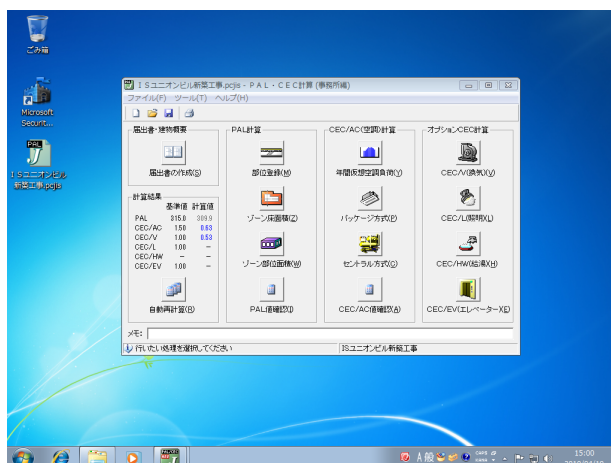 ごみ箱
Microsoft
Securit...
PAL
ISユニオンビル
新築工事.pcjis
ISユニオンビル新築工事.pcjis - PAL・CEC計算 (事務所編)
ファイル(F) ツール(T) ヘルプ(H)
届出書・建物概要
届出書の作成(S)
計算結果
基準値 計算値
PAL 315.0 309.9
CEC/AC 1.50 0.63
CEC/V 1.00 0.53
CEC/L 1.00 --
CEC/HW -- --
CEC/EV 1.00 --
自動再計算(R)
PAL計算
部位登録(M)
ゾーン床面積(Z)
ゾーン部位面積(W)
PAL値確認(I)
CEC/AC(空調)計算
年間仮想空調負荷(Y)
パッケージ方式(P)
セントラル方式(C)
CEC/AC値確認(A)
オプションCEC計算
CEC/V(換気)(V)
CEC/L(照明)(L)
CEC/HW(給湯)(H)
CEC/EV(エレベーター)(E)
メモ:
行いたい処理を選択してください
ISユニオンビル新築工事
A 般
CAPS
KANA
15:00